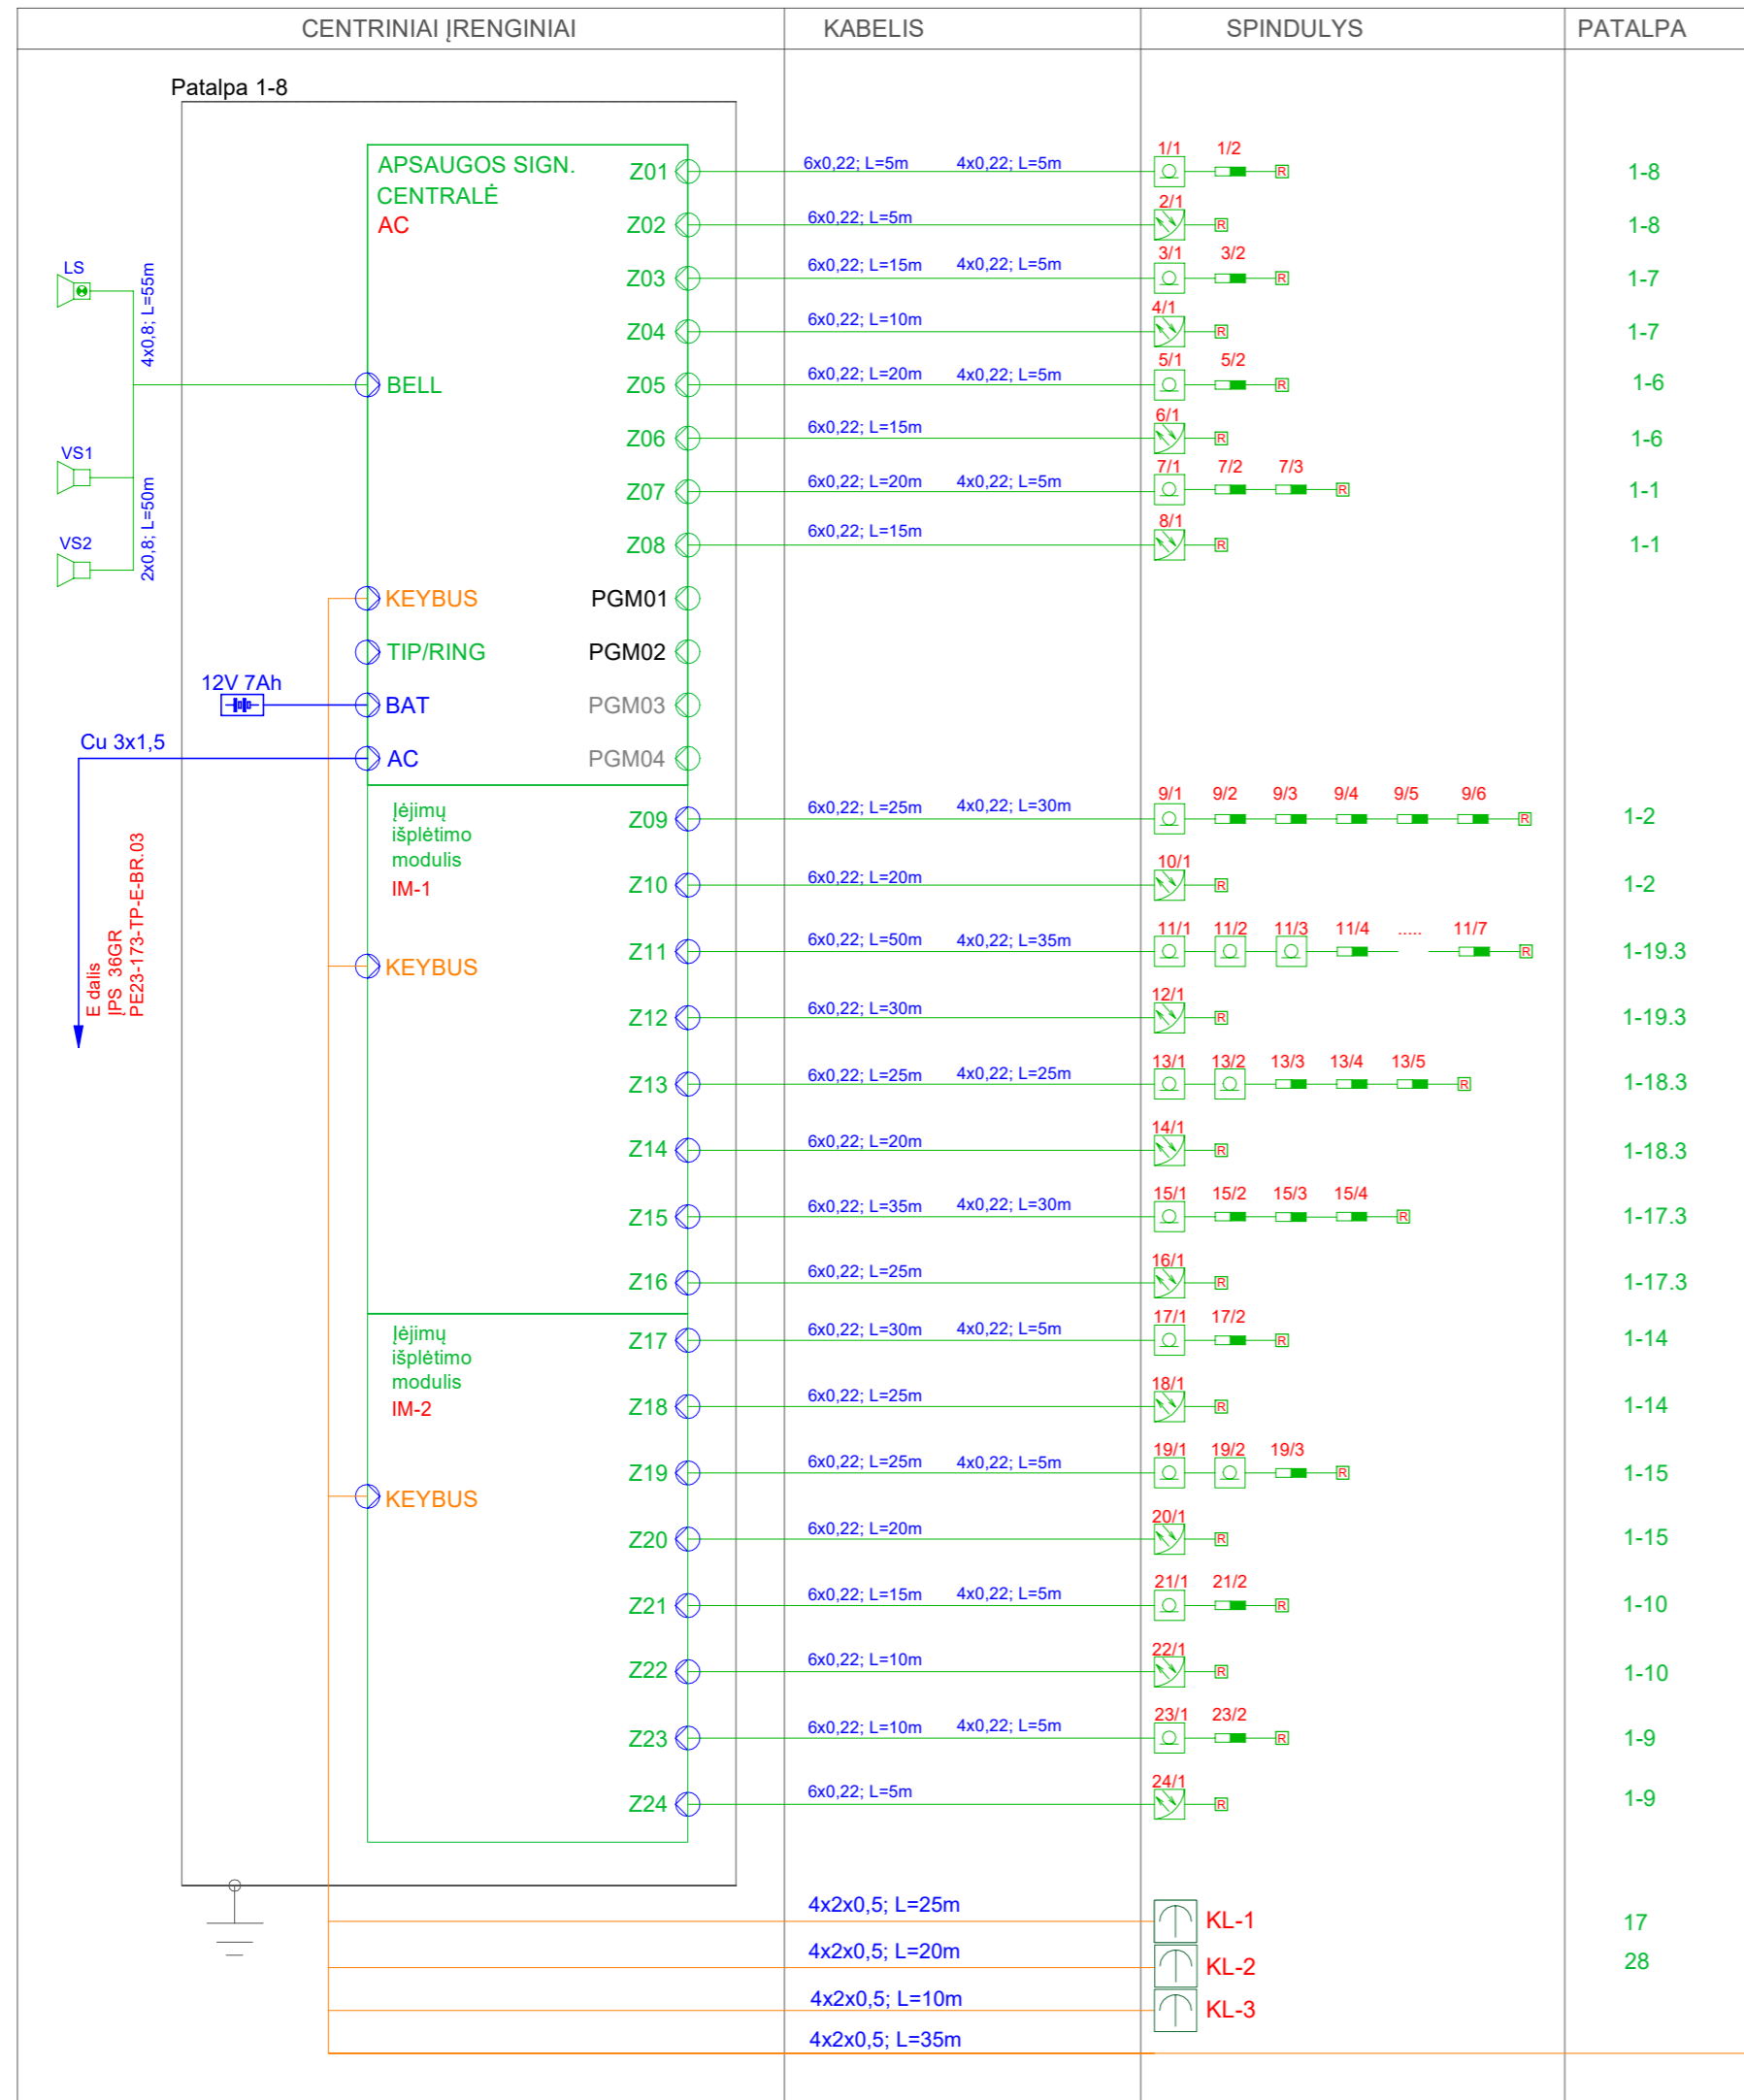 CENTRINIAI ĮRENGINIAI KABELIS SPINDULYS PATALPA
Patalpa 1-8
APSAUGOS SIGN.
CENTRALĖ
AC
LS
4x0,8; L=55m
VS1
VS2
2x0,8; L=50m
BELL
KEYBUS
TIP/RING
12V 7Ah
BAT
Cu 3x1,5
AC
E dalis
ĮPS 36GR
PE23-173-TP-E-BR.03
Z01 6x0,22; L=5m 4x0,22; L=5m 1/1 1/2 R 1-8
Z02 6x0,22; L=5m 2/1 R 1-8
Z03 6x0,22; L=15m 4x0,22; L=5m 3/1 3/2 R 1-7
Z04 6x0,22; L=10m 4/1 R 1-7
Z05 6x0,22; L=20m 4x0,22; L=5m 5/1 5/2 R 1-6
Z06 6x0,22; L=15m 6/1 R 1-6
Z07 6x0,22; L=20m 4x0,22; L=5m 7/1 7/2 7/3 R 1-1
Z08 6x0,22; L=15m 8/1 R 1-1
PGM01
PGM02
PGM03
PGM04
Įėjimų
išplėtimo
modulis
IM-1
KEYBUS
Z09 6x0,22; L=25m 4x0,22; L=30m 9/1 9/2 9/3 9/4 9/5 9/6 R 1-2
Z10 6x0,22; L=20m 10/1 R 1-2
Z11 6x0,22; L=50m 4x0,22; L=35m 11/1 11/2 11/3 11/4 ..... 11/7 R 1-19.3
Z12 6x0,22; L=30m 12/1 R 1-19.3
Z13 6x0,22; L=25m 4x0,22; L=25m 13/1 13/2 13/3 13/4 13/5 R 1-18.3
Z14 6x0,22; L=20m 14/1 R 1-18.3
Z15 6x0,22; L=35m 4x0,22; L=30m 15/1 15/2 15/3 15/4 R 1-17.3
Z16 6x0,22; L=25m 16/1 R 1-17.3
Įėjimų
išplėtimo
modulis
IM-2
KEYBUS
Z17 6x0,22; L=30m 4x0,22; L=5m 17/1 17/2 R 1-14
Z18 6x0,22; L=25m 18/1 R 1-14
Z19 6x0,22; L=25m 4x0,22; L=5m 19/1 19/2 19/3 R 1-15
Z20 6x0,22; L=20m 20/1 R 1-15
Z21 6x0,22; L=15m 4x0,22; L=5m 21/1 21/2 R 1-10
Z22 6x0,22; L=10m 22/1 R 1-10
Z23 6x0,22; L=10m 4x0,22; L=5m 23/1 23/2 R 1-9
Z24 6x0,22; L=5m 24/1 R 1-9
4x2x0,5; L=25m KL-1 17
4x2x0,5; L=20m KL-2 28
4x2x0,5; L=10m KL-3
4x2x0,5; L=35m